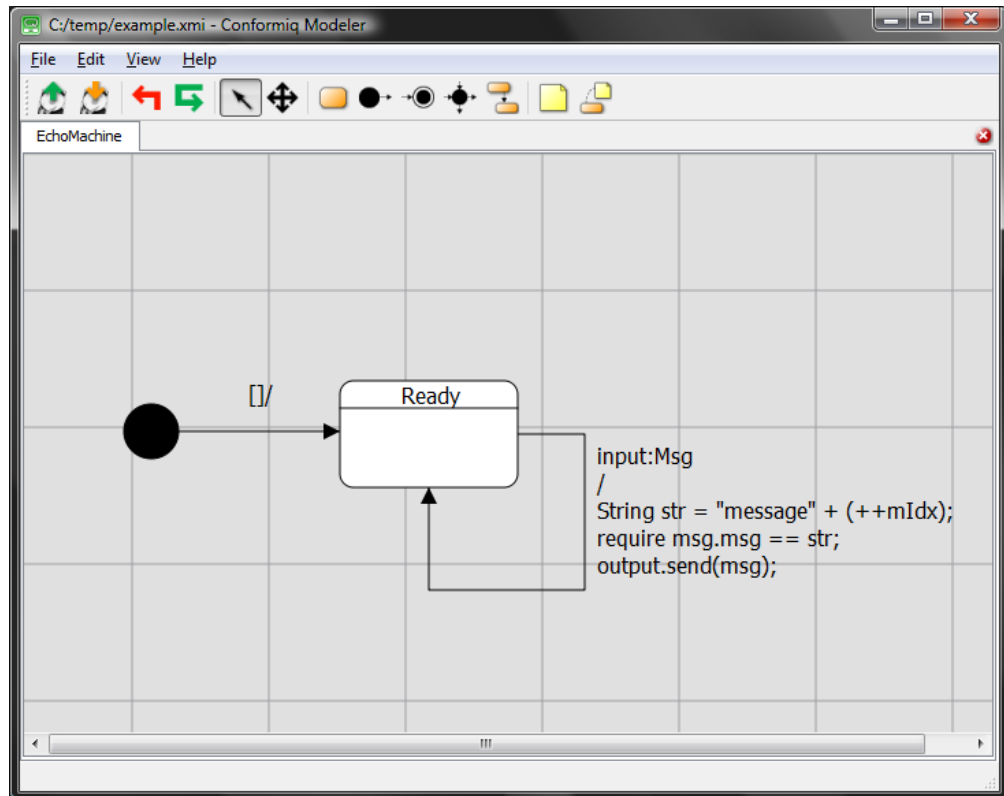 C:/temp/example.xmi - Conformiq Modeler
File Edit View Help
EchoMachine
[]/
Ready
input:Msg
/
String str = "message" + (++mIdx);
require msg.msg == str;
output.send(msg);